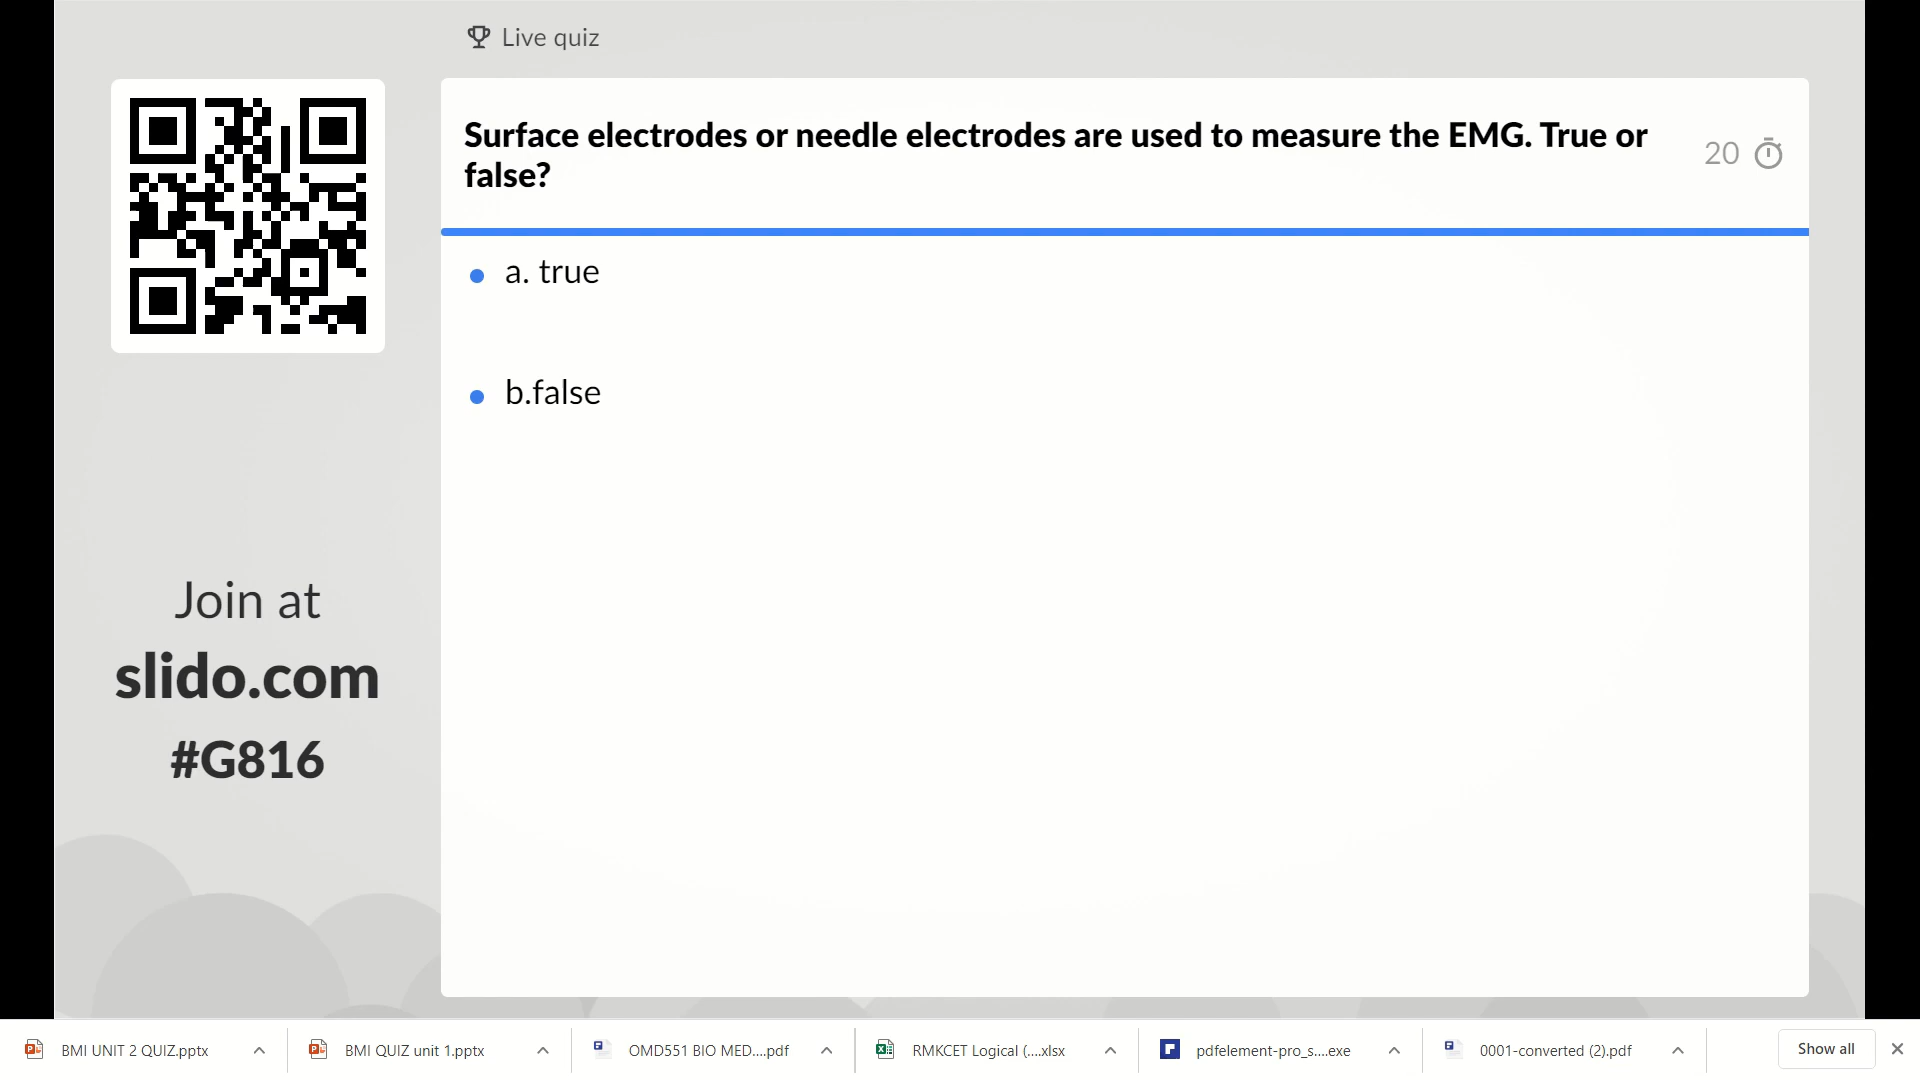 Live quiz
Surface electrodes or needle electrodes are used to measure the EMG. True or
false?
20
a. true
b.false
Join at
slido.com
#G816
BMI UNIT 2 QUIZ.pptx
BMI QUIZ unit 1.pptx
OMD551 BIO MED....pdf
RMKCET Logical (....xlsx
pdfelement-pro_s....exe
0001-converted (2).pdf
Show all